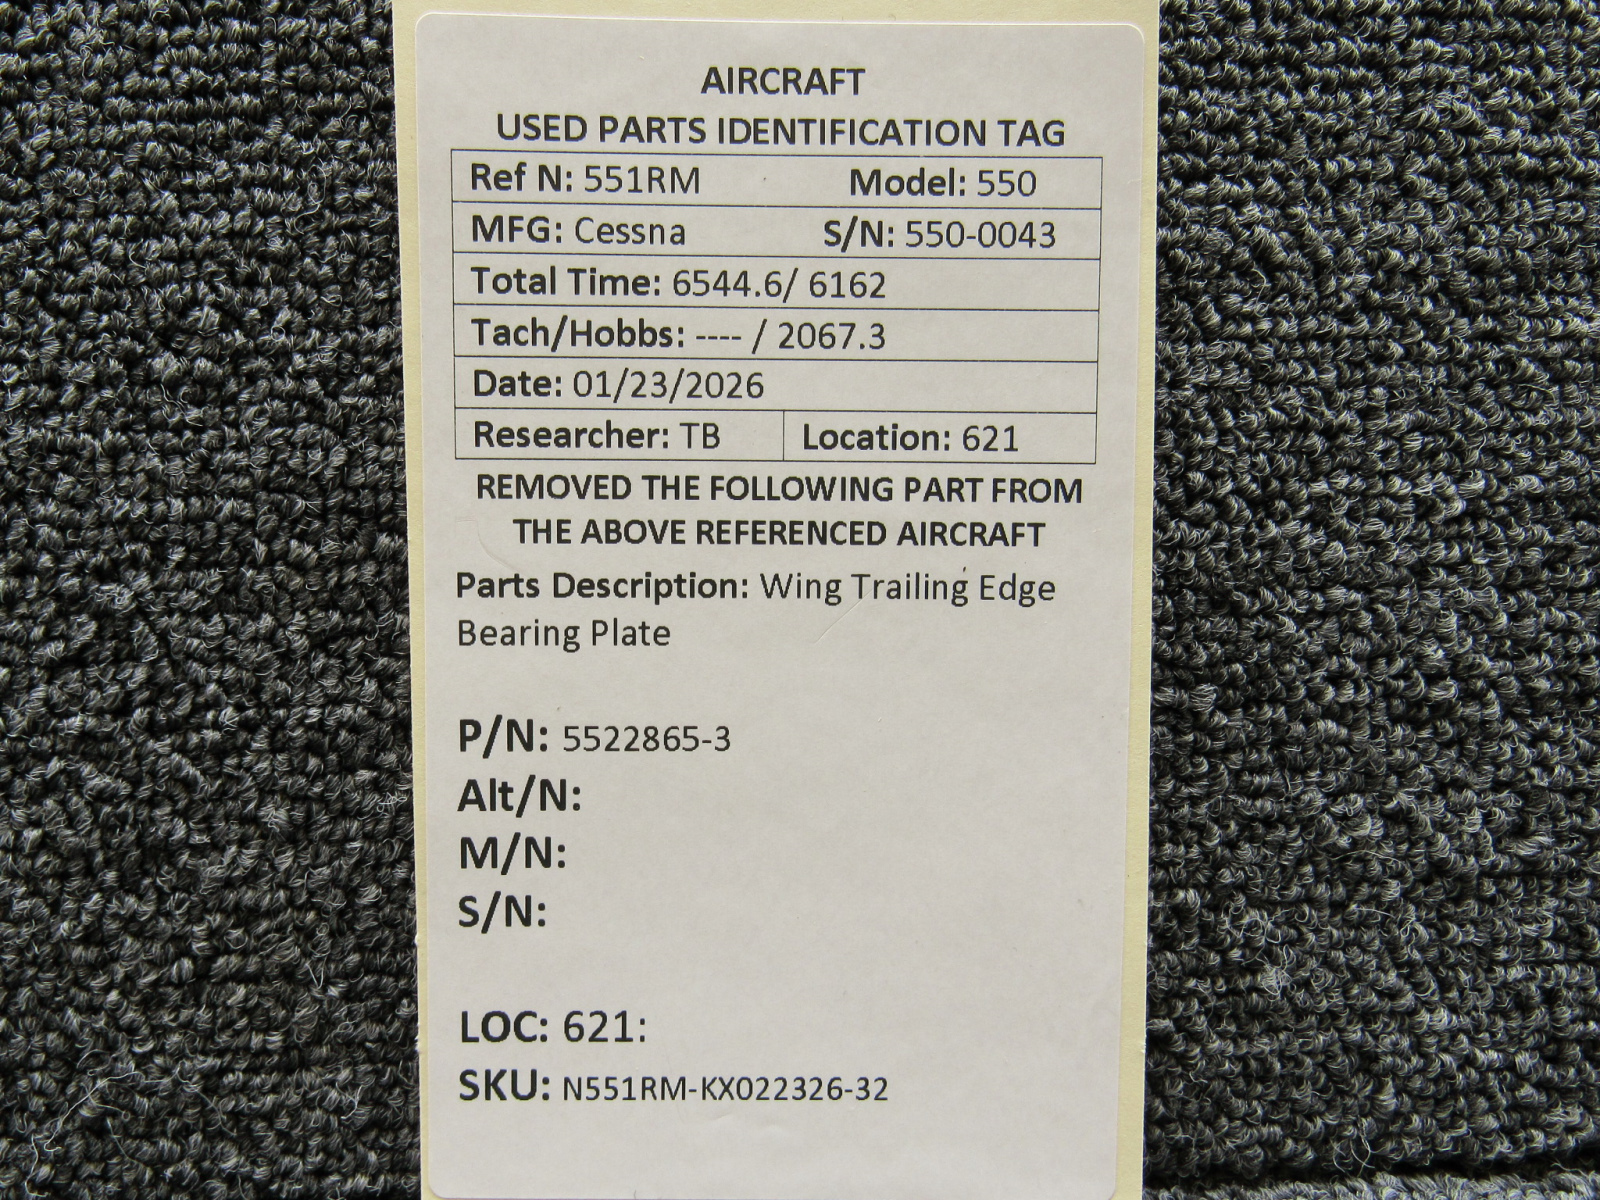 AIRCRAFT
USED PARTS IDENTIFICATION TAG
Ref N: 551RM Model: 550
MFG: Cessna S/N: 550-0043
Total Time: 6544.6/ 6162
Tach/Hobbs: ---- / 2067.3
Date: 01/23/2026
Researcher: TB Location: 621
REMOVED THE FOLLOWING PART FROM
THE ABOVE REFERENCED AIRCRAFT
Parts Description: Wing Trailing Edge
Bearing Plate
P/N: 5522865-3
Alt/N:
M/N:
S/N:
LOC: 621:
SKU: N551RM-KX022326-32